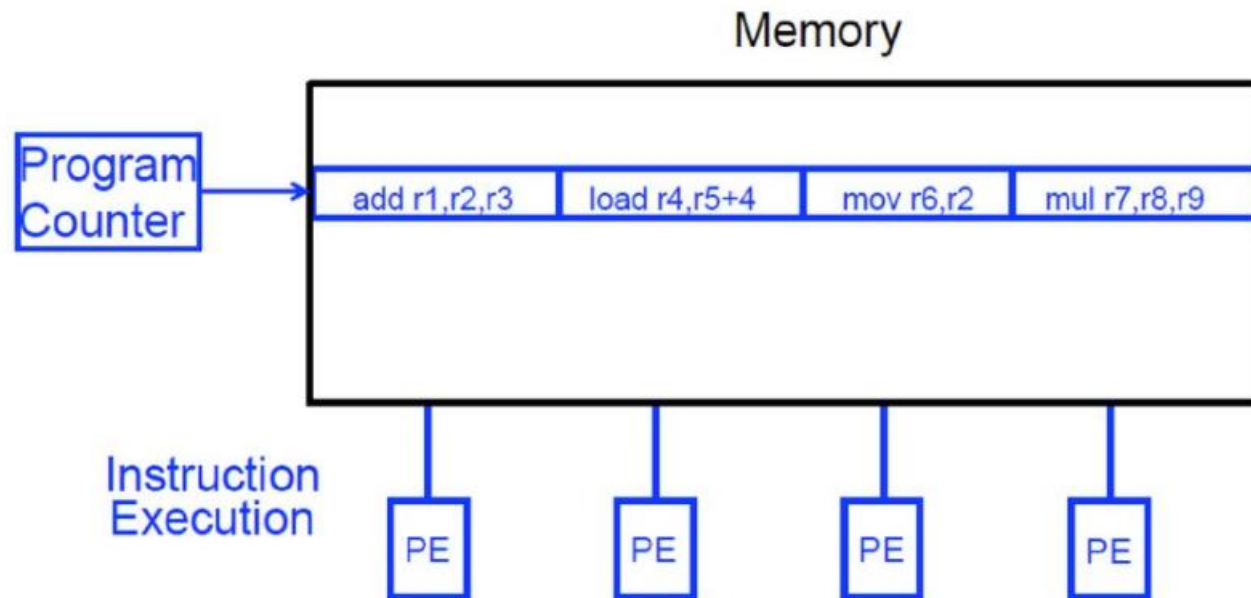 Memory
Program
Counter
add r1,r2,r3
load r4,r5+4
mov r6,r2
mul r7,r8,r9
Instruction
Execution
PE
PE
PE
PE